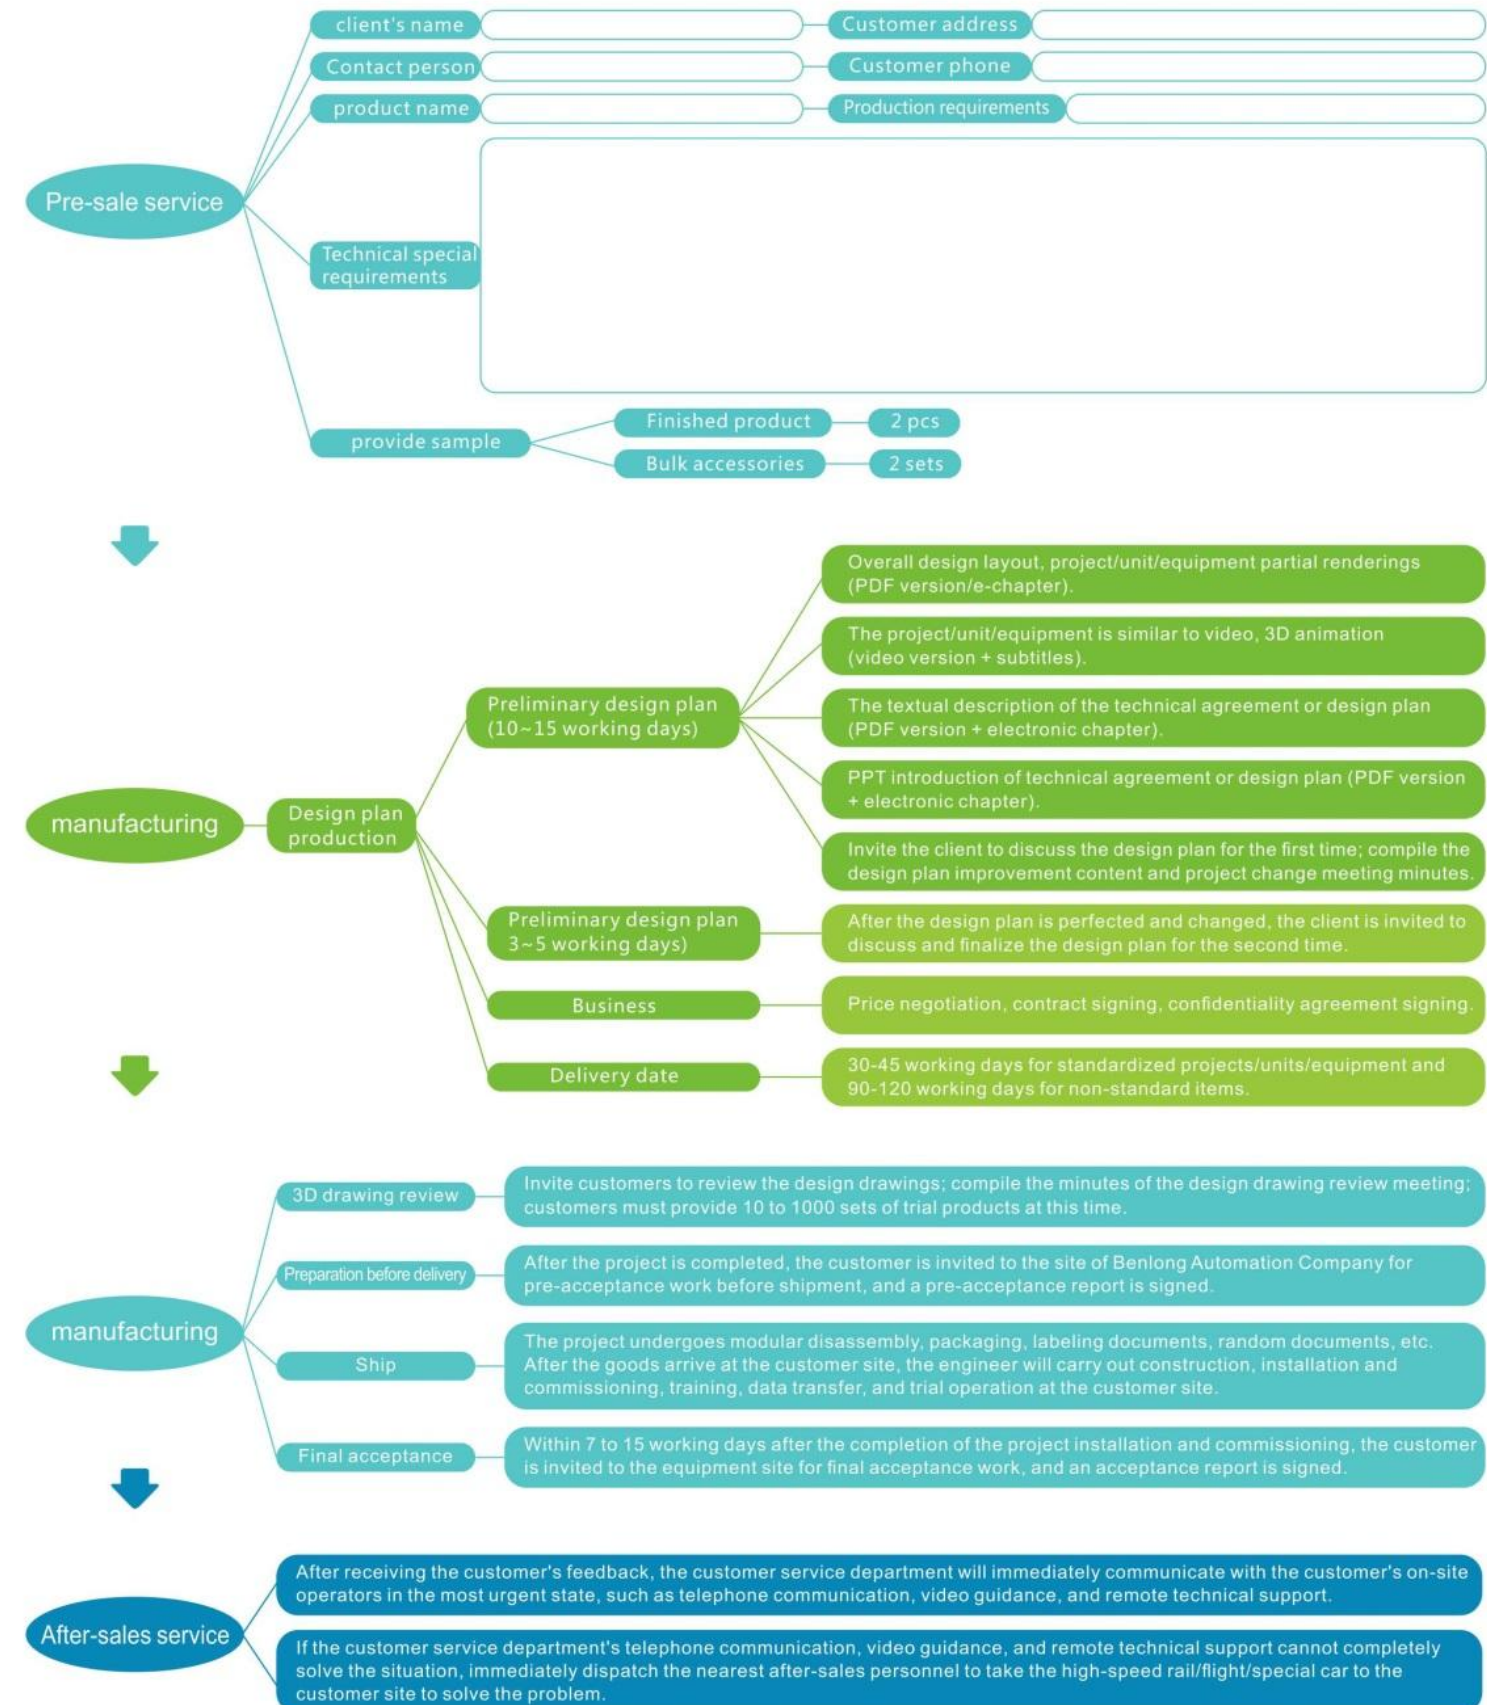 client's name
Customer address
Contact person
Customer phone
product name
Production requirements
Pre-sale service
Technical special
requirements
provide sample
Finished product
2 pcs
Bulk accessories
2 sets
manufacturing
Design plan
production
Preliminary design plan
(10~15 working days)
Overall design layout, project/unit/equipment partial renderings
(PDF version/e-chapter).
The project/unit/equipment is similar to video, 3D animation
(video version + subtitles).
The textual description of the technical agreement or design plan
(PDF version + electronic chapter).
PPT introduction of technical agreement or design plan (PDF version
+ electronic chapter).
Invite the client to discuss the design plan for the first time; compile the
design plan improvement content and project change meeting minutes.
Preliminary design plan
3~5 working days)
After the design plan is perfected and changed, the client is invited to
discuss and finalize the design plan for the second time.
Business
Price negotiation, contract signing, confidentiality agreement signing.
Delivery date
30-45 working days for standardized projects/units/equipment and
90-120 working days for non-standard items.
manufacturing
3D drawing review
Invite customers to review the design drawings; compile the minutes of the design drawing review meeting;
customers must provide 10 to 1000 sets of trial products at this time.
Preparation before delivery
After the project is completed, the customer is invited to the site of Benlong Automation Company for
pre-acceptance work before shipment, and a pre-acceptance report is signed.
Ship
The project undergoes modular disassembly, packaging, labeling documents, random documents, etc.
After the goods arrive at the customer site, the engineer will carry out construction, installation and
commissioning, training, data transfer, and trial operation at the customer site.
Final acceptance
Within 7 to 15 working days after the completion of the project installation and commissioning, the customer
is invited to the equipment site for final acceptance work, and an acceptance report is signed.
After-sales service
After receiving the customer's feedback, the customer service department will immediately communicate with the customer's on-site
operators in the most urgent state, such as telephone communication, video guidance, and remote technical support.
If the customer service department's telephone communication, video guidance, and remote technical support cannot completely
solve the situation, immediately dispatch the nearest after-sales personnel to take the high-speed rail/flight/special car to the
customer site to solve the problem.